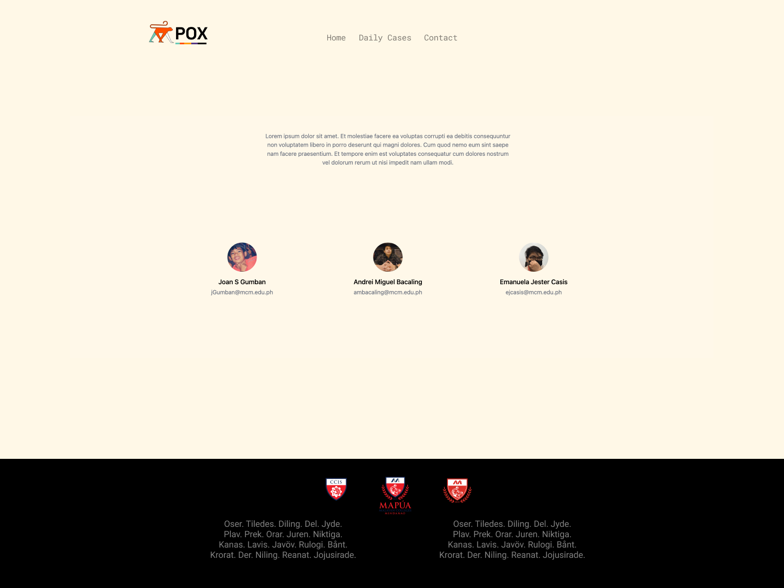 POX
Home Daily Cases Contact
Lorem ipsum dolor sit amet. Et molestiae facere ea voluptas corrupti ea debitis consequuntur
non voluptatem libero in porro deserunt qui magni dolores. Cum quod nemo eum sint saepe
nam facere praesentium. Et tempore enim est voluptates consequatur cum dolores nostrum
vel dolorum rerum ut nisi impedit nam ullam modi.
Joan S Gumban
jGumban@mcm.edu.ph
Andrei Miguel Bacaling
ambacaling@mcm.edu.ph
Emanuela Jester Casis
ejcasis@mcm.edu.ph
CCIS
MAPUA
Oser. Tiledes. Diling. Del. Jyde.
Plav. Prek. Orar. Juren. Niktiga.
Kanas. Lavis. Javöv. Rulogi. Bånt.
Krorat. Der. Niling. Reanat. Jojusirade.
Oser. Tiledes. Diling. Del. Jyde.
Plav. Prek. Orar. Juren. Niktiga.
Kanas. Lavis. Javöv. Rulogi. Bånt.
Krorat. Der. Niling. Reanat. Jojusirade.